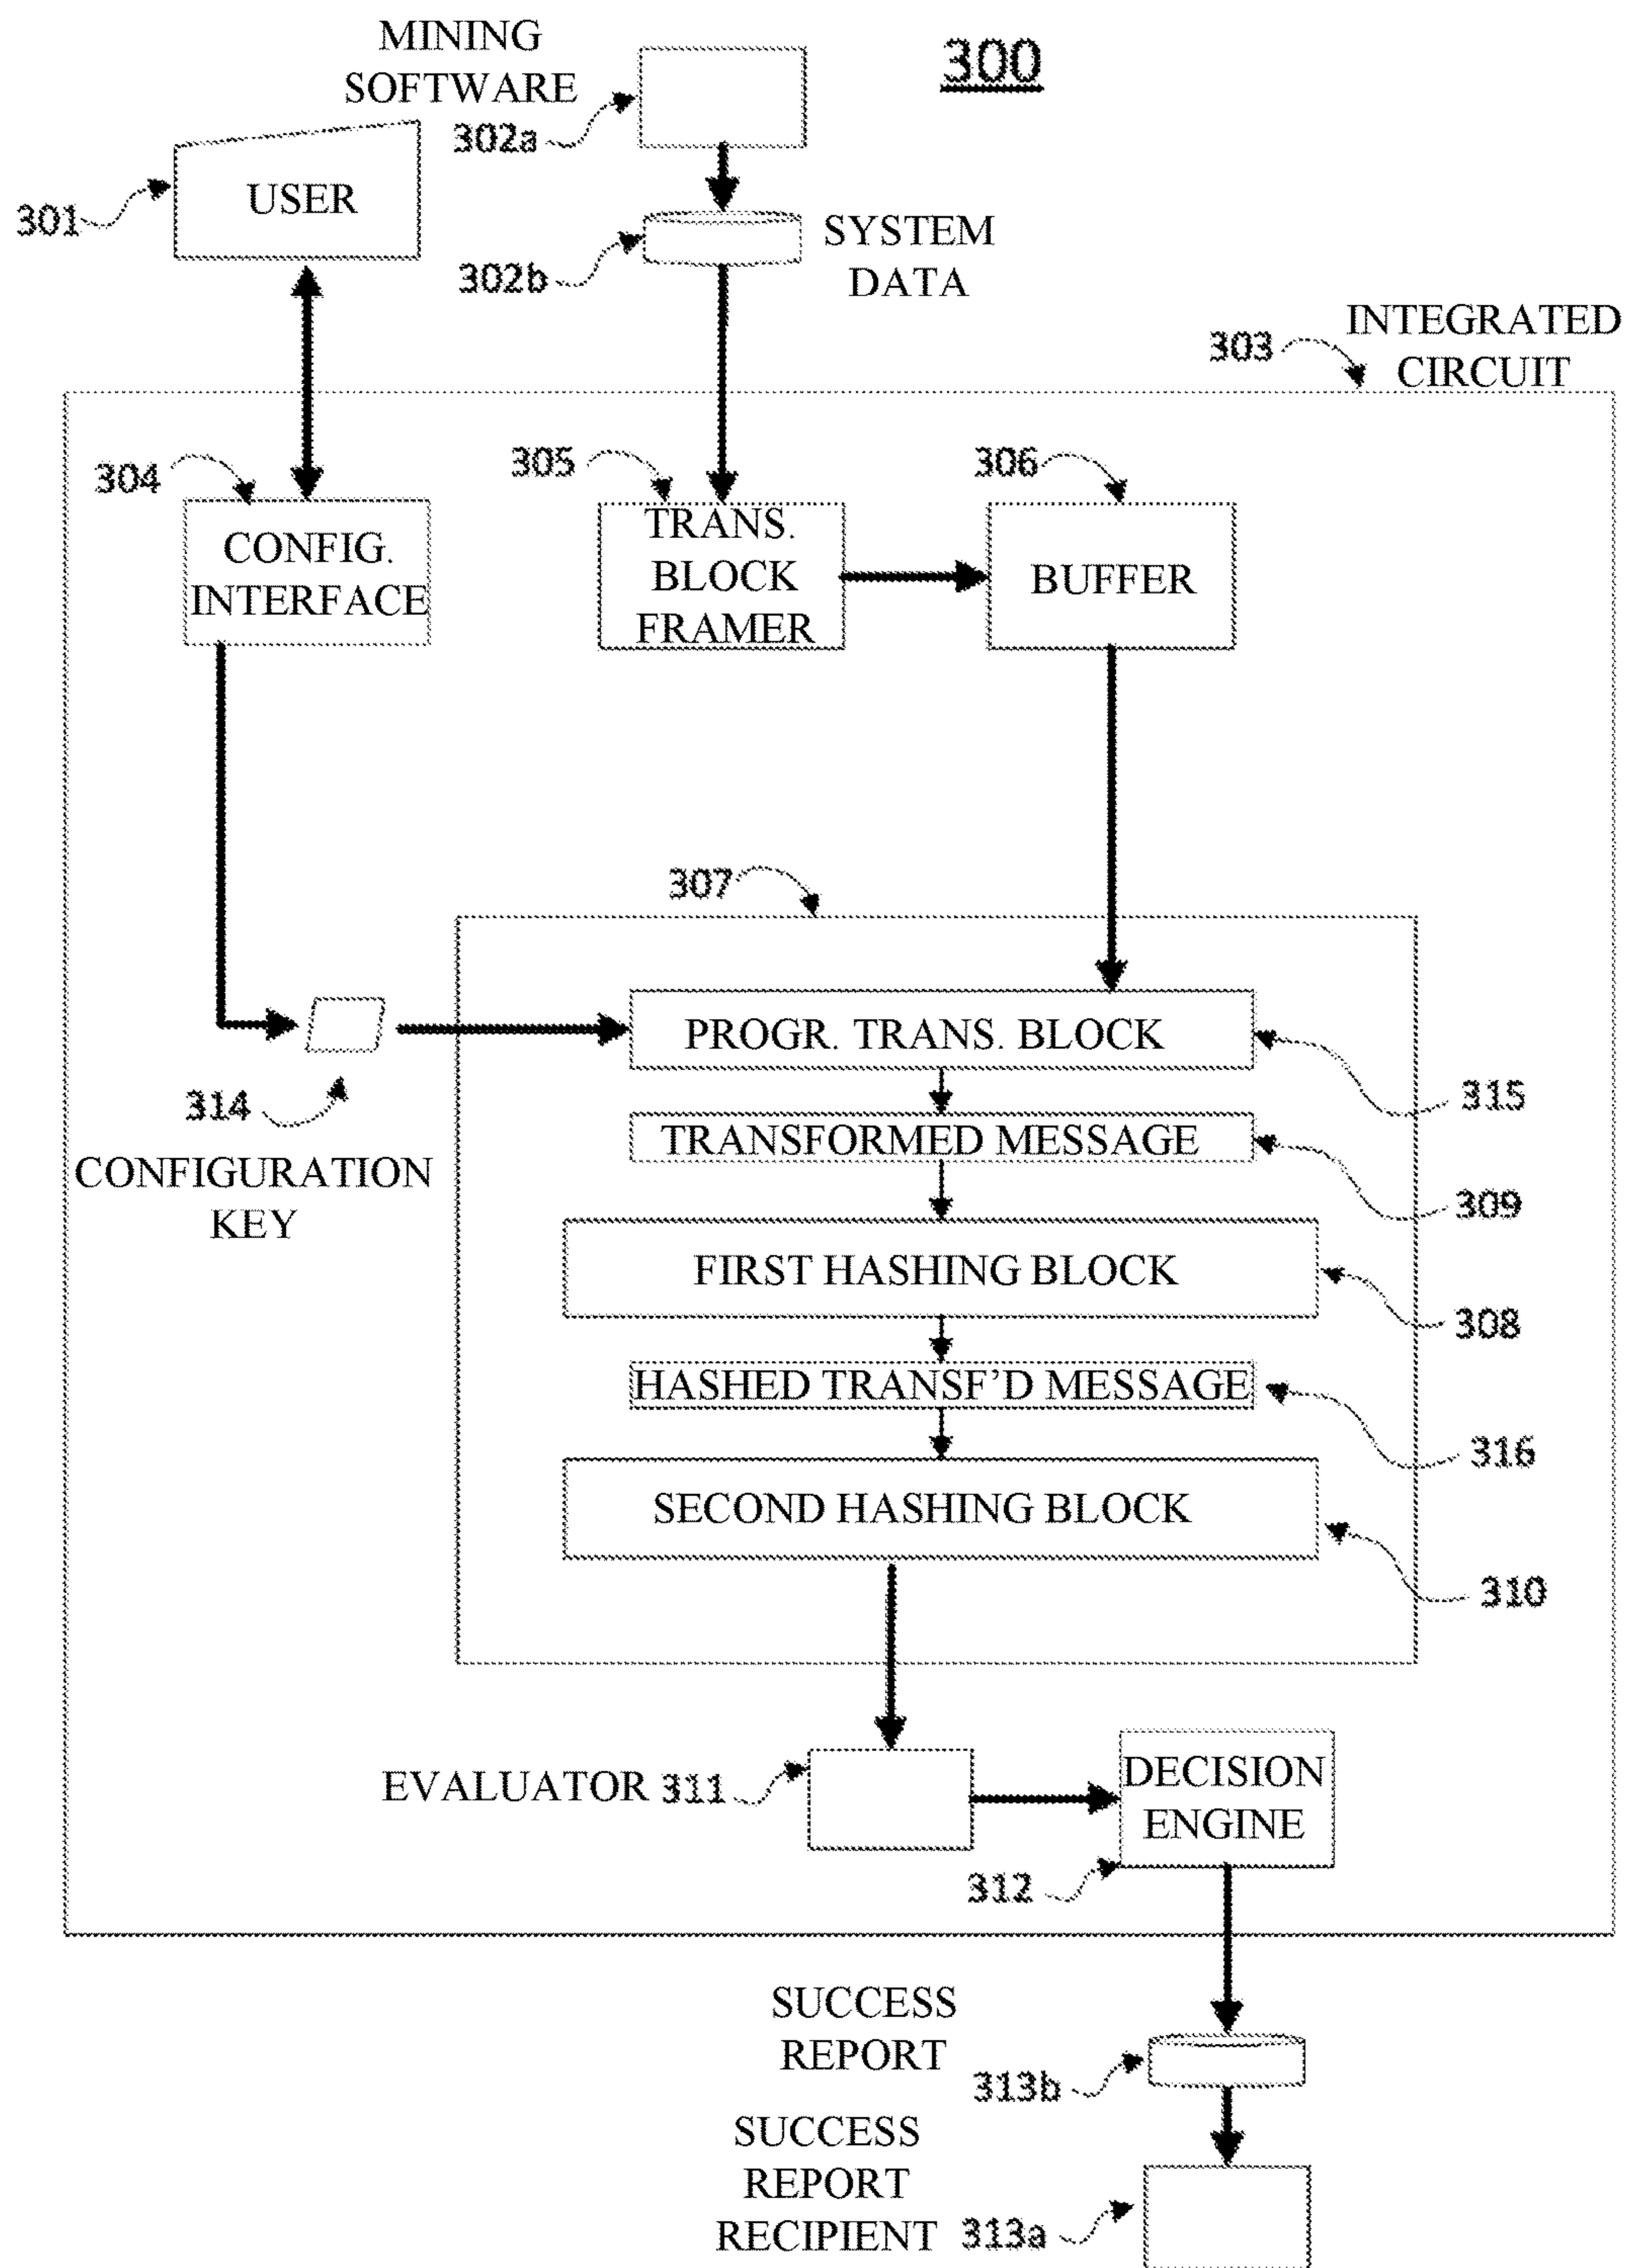 MINING
SOFTWARE
302a
300
USER
301
302b
SYSTEM
DATA
303
INTEGRATED
CIRCUIT
304
305
306
CONFIG.
INTERFACE
TRANS.
BLOCK
FRAMER
BUFFER
307
PROGR. TRANS. BLOCK
314
315
CONFIGURATION
KEY
TRANSFORMED MESSAGE
309
FIRST HASHING BLOCK
308
HASHED TRANSF'D MESSAGE
316
SECOND HASHING BLOCK
310
EVALUATOR 311
DECISION
ENGINE
312
SUCCESS
REPORT
313b
SUCCESS
REPORT
RECIPIENT 313a